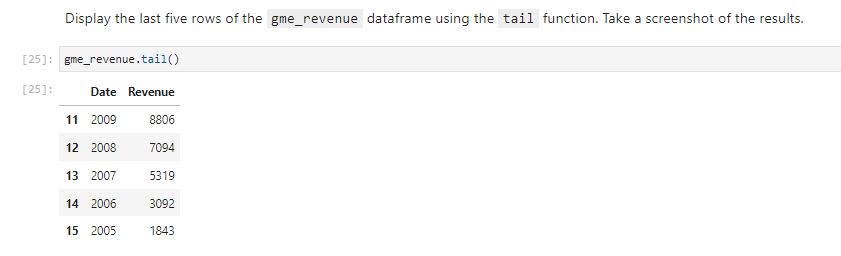 Display the last five rows of the gme_revenue dataframe using the tail function. Take a screenshot of the results.
[25]: gme_revenue.tail()
[25]: Date Revenue
11 2009 8806
12 2008 7094
13 2007 5319
14 2006 3092
15 2005 1843